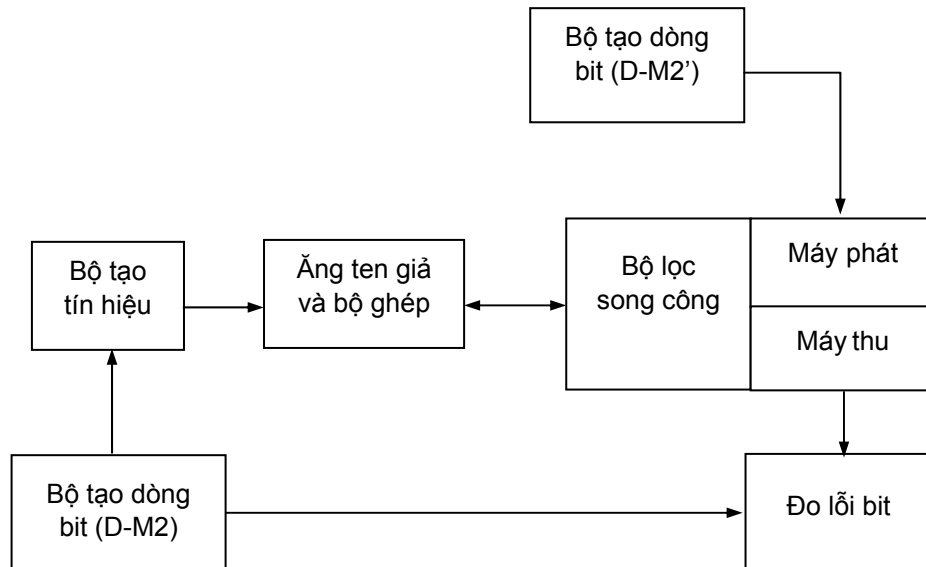 Bộ tạo dòng
bit (D-M2’)
Bộ tạo
tín hiệu
Ăng ten giả
và bộ ghép
Bộ lọc
song công
Máy phát
Máy thu
Bộ tạo dòng
bit (D-M2)
Đo lỗi bit